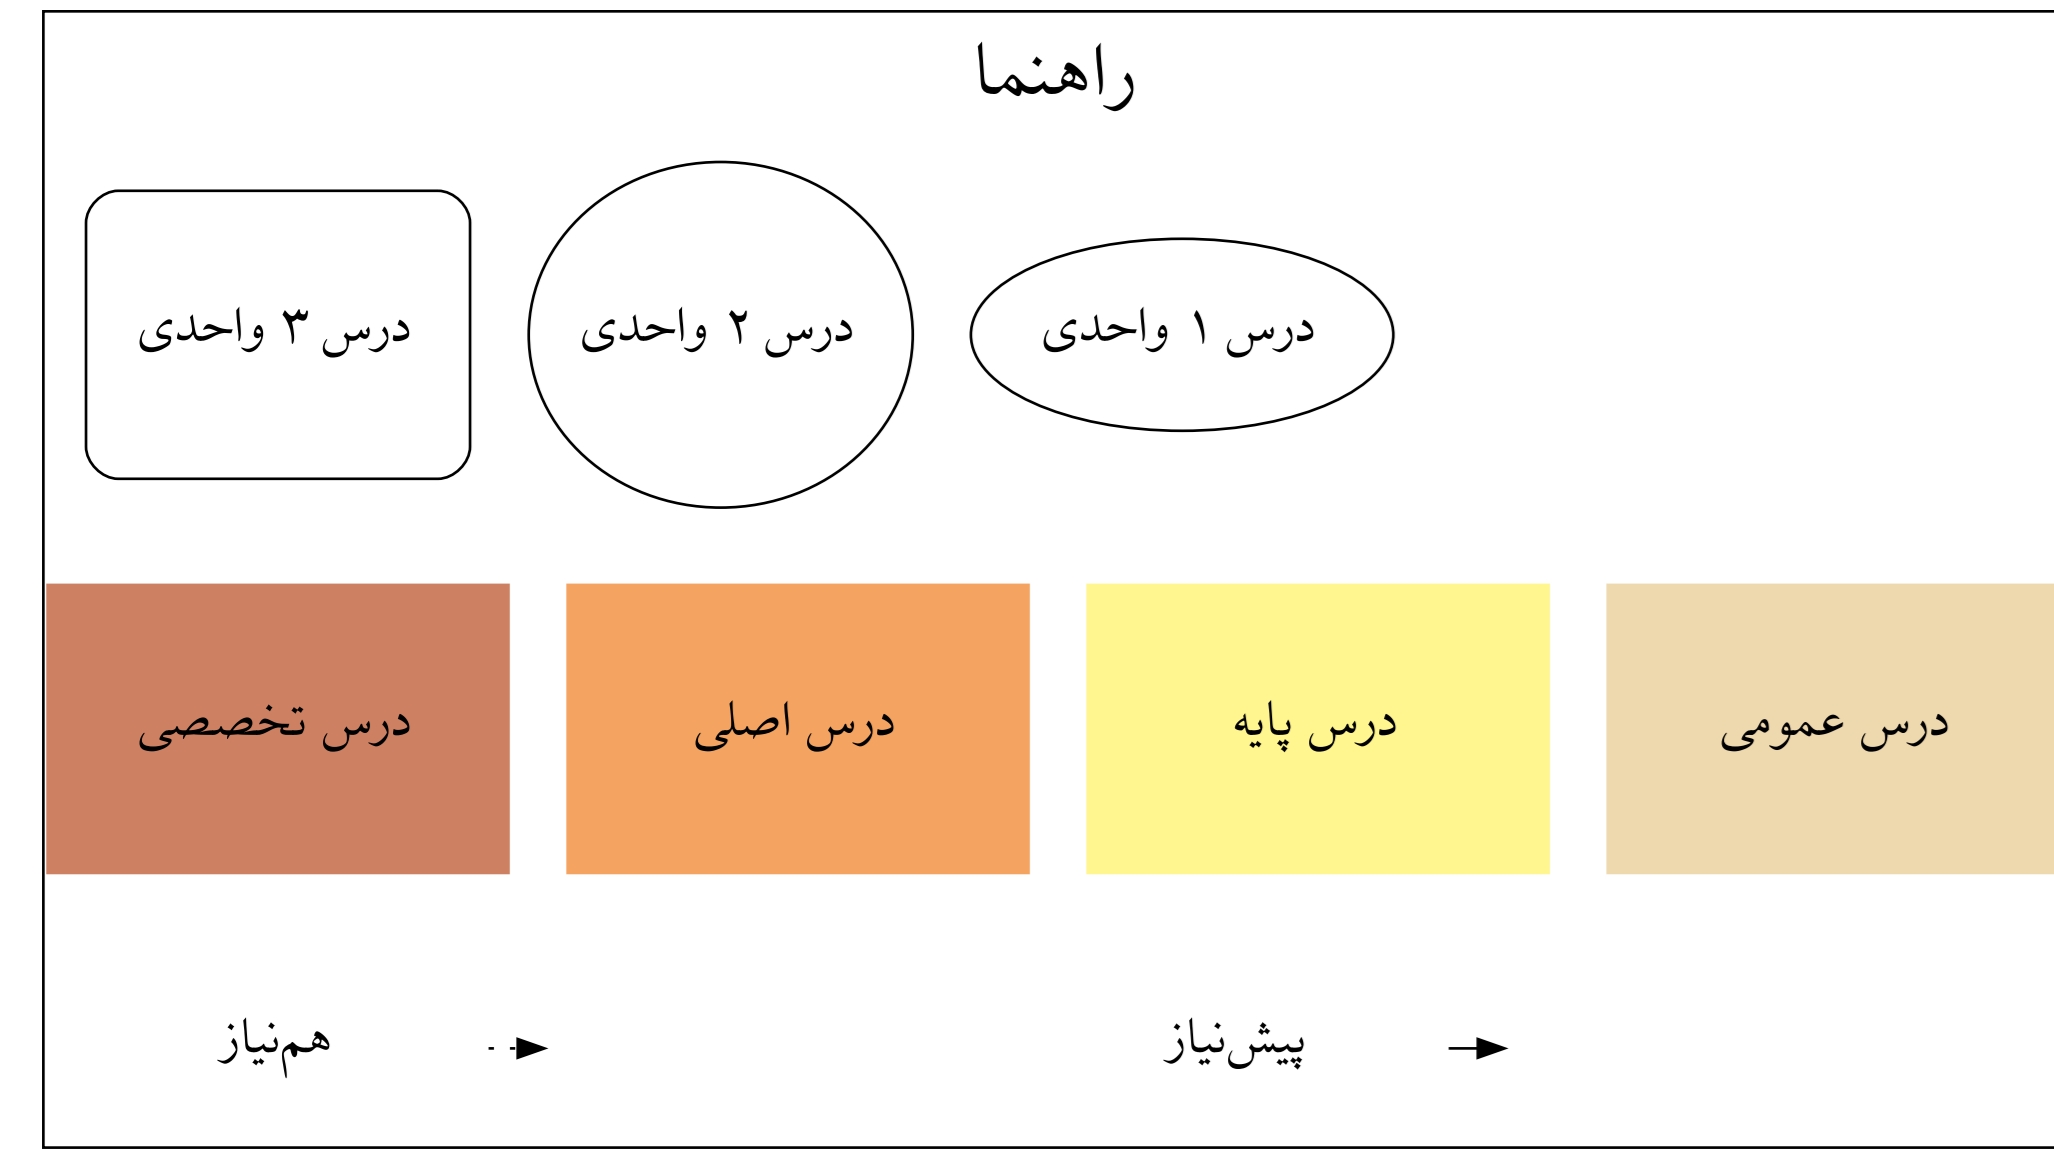 راهنما
درس ۱ واحدی
درس ۲ واحدی
درس ۳ واحدی
درس عمومی
درس پایه
درس اصلی
درس تخصصی
پیش‌نیاز
هم‌نیاز